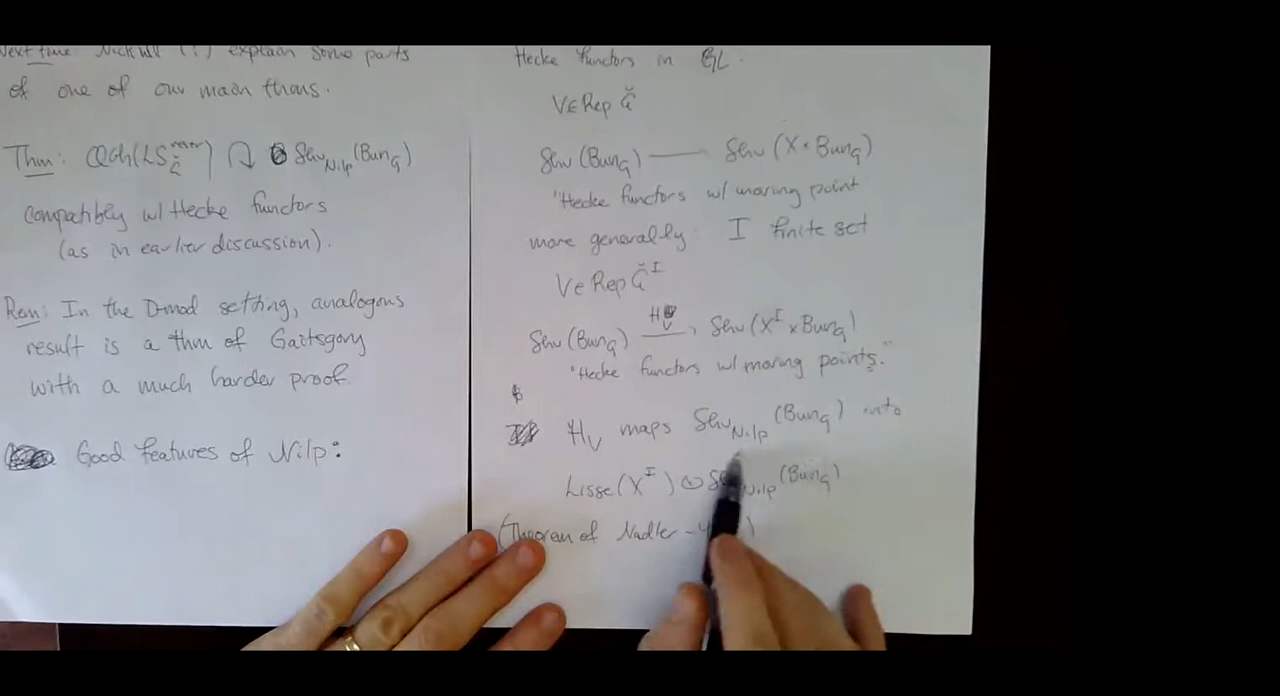 Next time: Nick will (?) explain some parts
of one of our main thms.
Thm: QCoh(LS_Ǧ^restr) ↷ Shv_Nilp(Bun_G)
compatibly w/ Hecke functors
(as in earlier discussion).
Rem: In the D-mod setting, analogous
result is a thm of Gaitsgory
with a much harder proof.
Good features of Nilp:
Hecke functors in GL.
V∈Rep Ǧ
Shv(Bun_G) — Shv(X×Bun_G)
"Hecke functors w/ moving point
more generally: I finite set
V∈Rep Ǧ^I
Shv(Bun_G) H_V→ Shv(X^I×Bun_G)
"Hecke functors w/ moving points."
H_V maps Shv_Nilp(Bun_G) into
Lisse(X^I)⊗Shv_Nilp(Bun_G)
(Theorem of Nadler-